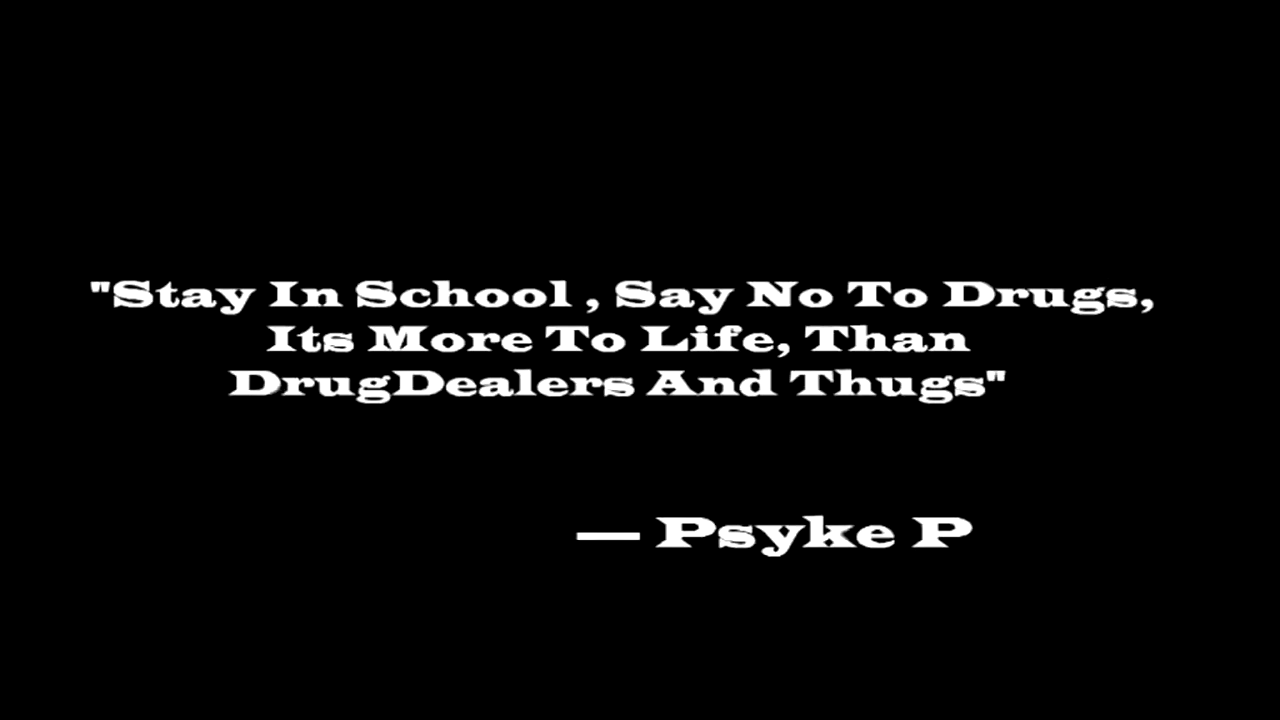 "Stay In School , Say No To Drugs,
Its More To Life, Than
DrugDealers And Thugs"
— Psyke P